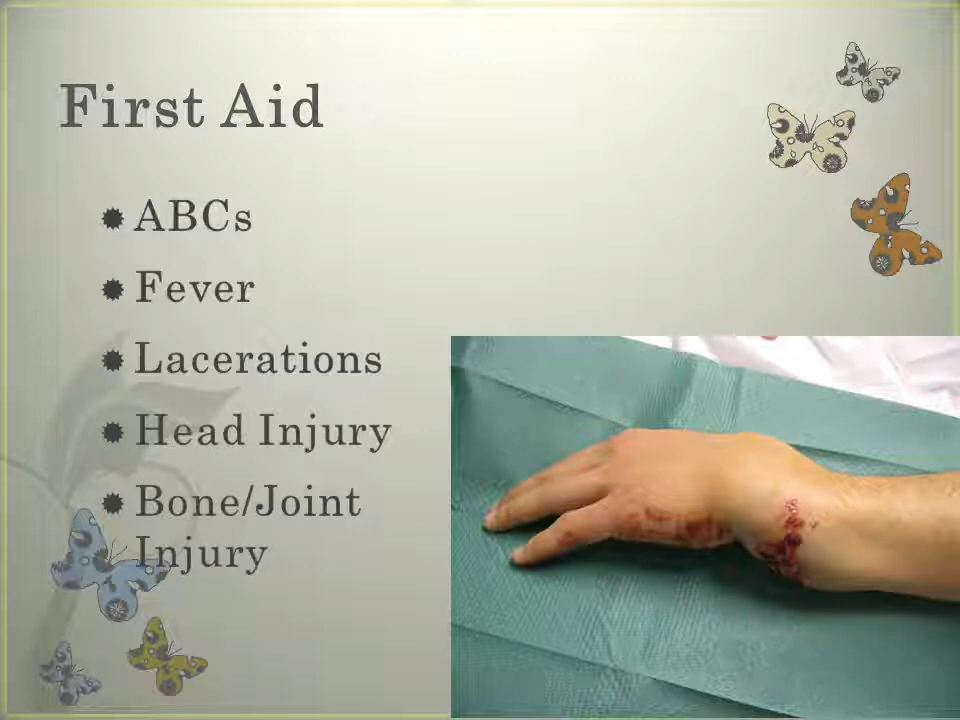 First Aid
ABCs
Fever
Lacerations
Head Injury
Bone/Joint
Injury